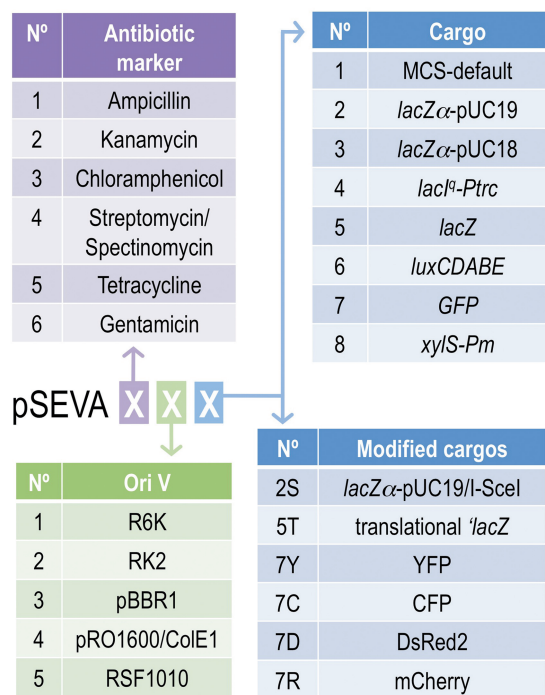 Nº Antibiotic marker
1 Ampicillin
2 Kanamycin
3 Chloramphenicol
4 Streptomycin/
Spectinomycin
5 Tetracycline
6 Gentamicin
Nº Cargo
1 MCS-default
2 lacZα-pUC19
3 lacZα-pUC18
4 lacIq-Ptrc
5 lacZ
6 luxCDABE
7 GFP
8 xylS-Pm
pSEVA X X X
Nº Ori V
1 R6K
2 RK2
3 pBBR1
4 pRO1600/ColE1
5 RSF1010
Nº Modified cargos
2S lacZα-pUC19/I-SceI
5T translational ‘lacZ
7Y YFP
7C CFP
7D DsRed2
7R mCherry